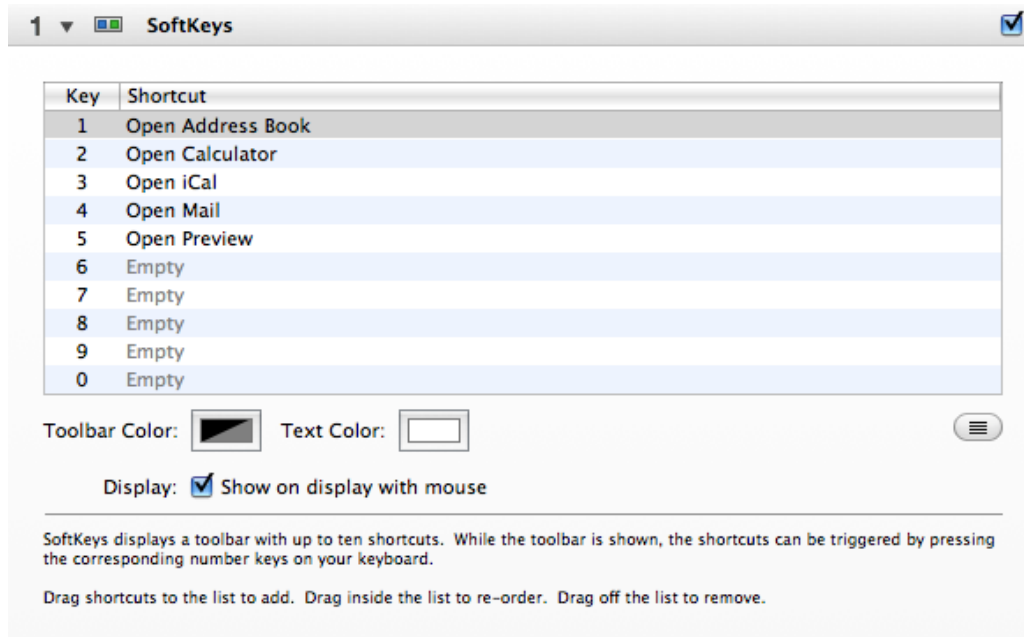 1 SoftKeys
Key Shortcut
1 Open Address Book
2 Open Calculator
3 Open iCal
4 Open Mail
5 Open Preview
6 Empty
7 Empty
8 Empty
9 Empty
0 Empty
Toolbar Color: Text Color:
Display: Show on display with mouse
SoftKeys displays a toolbar with up to ten shortcuts.  While the toolbar is shown, the shortcuts can be triggered by pressing
the corresponding number keys on your keyboard.
Drag shortcuts to the list to add.  Drag inside the list to re-order.  Drag off the list to remove.